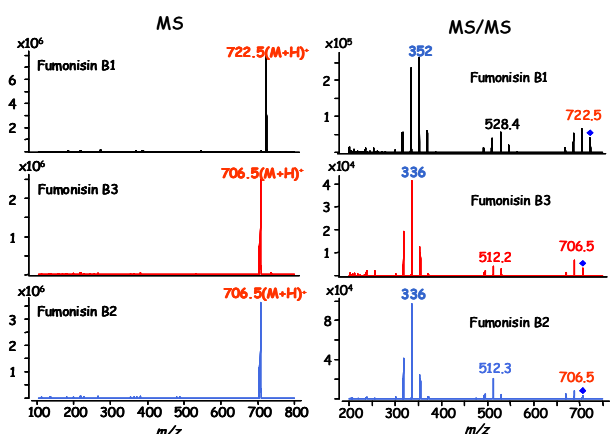 MS
MS/MS
x10⁶
722.5(M+H)⁺
Fumonisin B1
6
4
2
x10⁵
352
Fumonisin B1
528.4
722.5
2
1
x10⁶
706.5(M+H)⁺
Fumonisin B3
2
1
x10⁴
336
Fumonisin B3
512.2
706.5
4
3
2
1
x10⁶
706.5(M+H)⁺
Fumonisin B2
3
2
1
x10⁴
336
Fumonisin B2
512.3
706.5
8
4
100 200 300 400 500 600 700 800
m/z
200 300 400 500 600 700
m/z